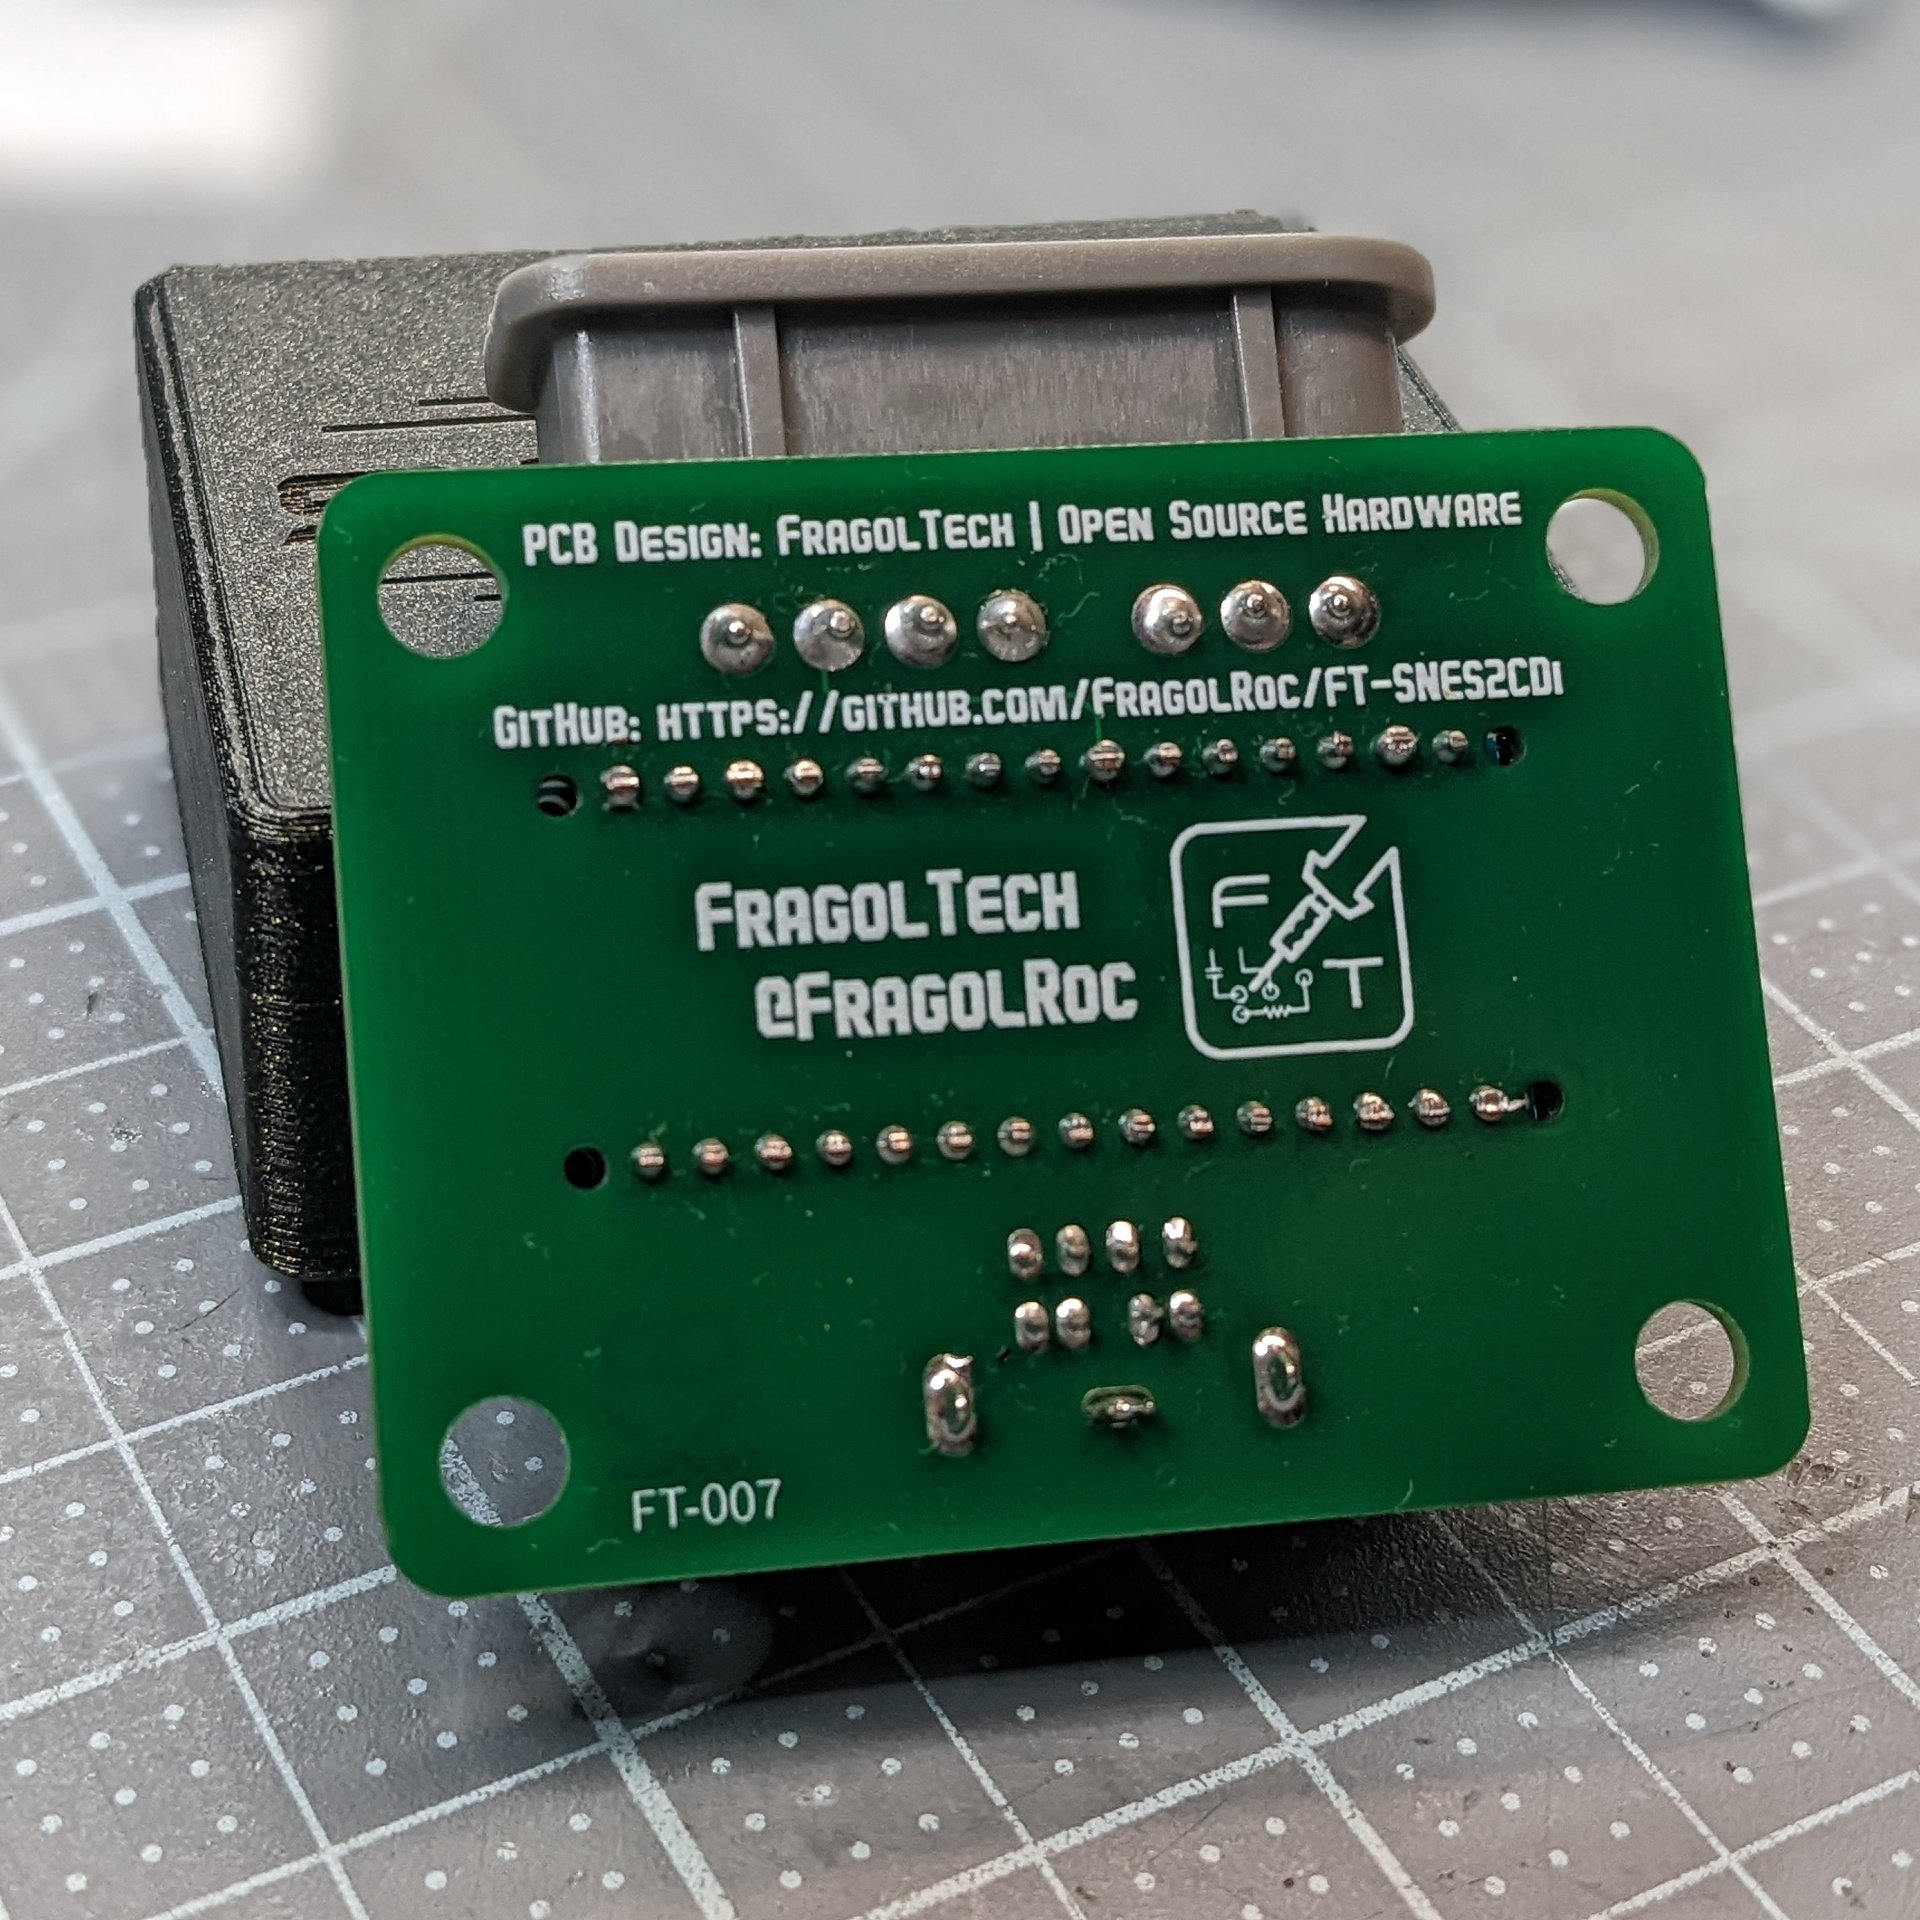 PCB Design: FragolTech | Open Source Hardware
GitHub: https://github.com/FragolRoc/FT-SNES2CDi
FragolTech
@FragolRoc
F
T
FT-007